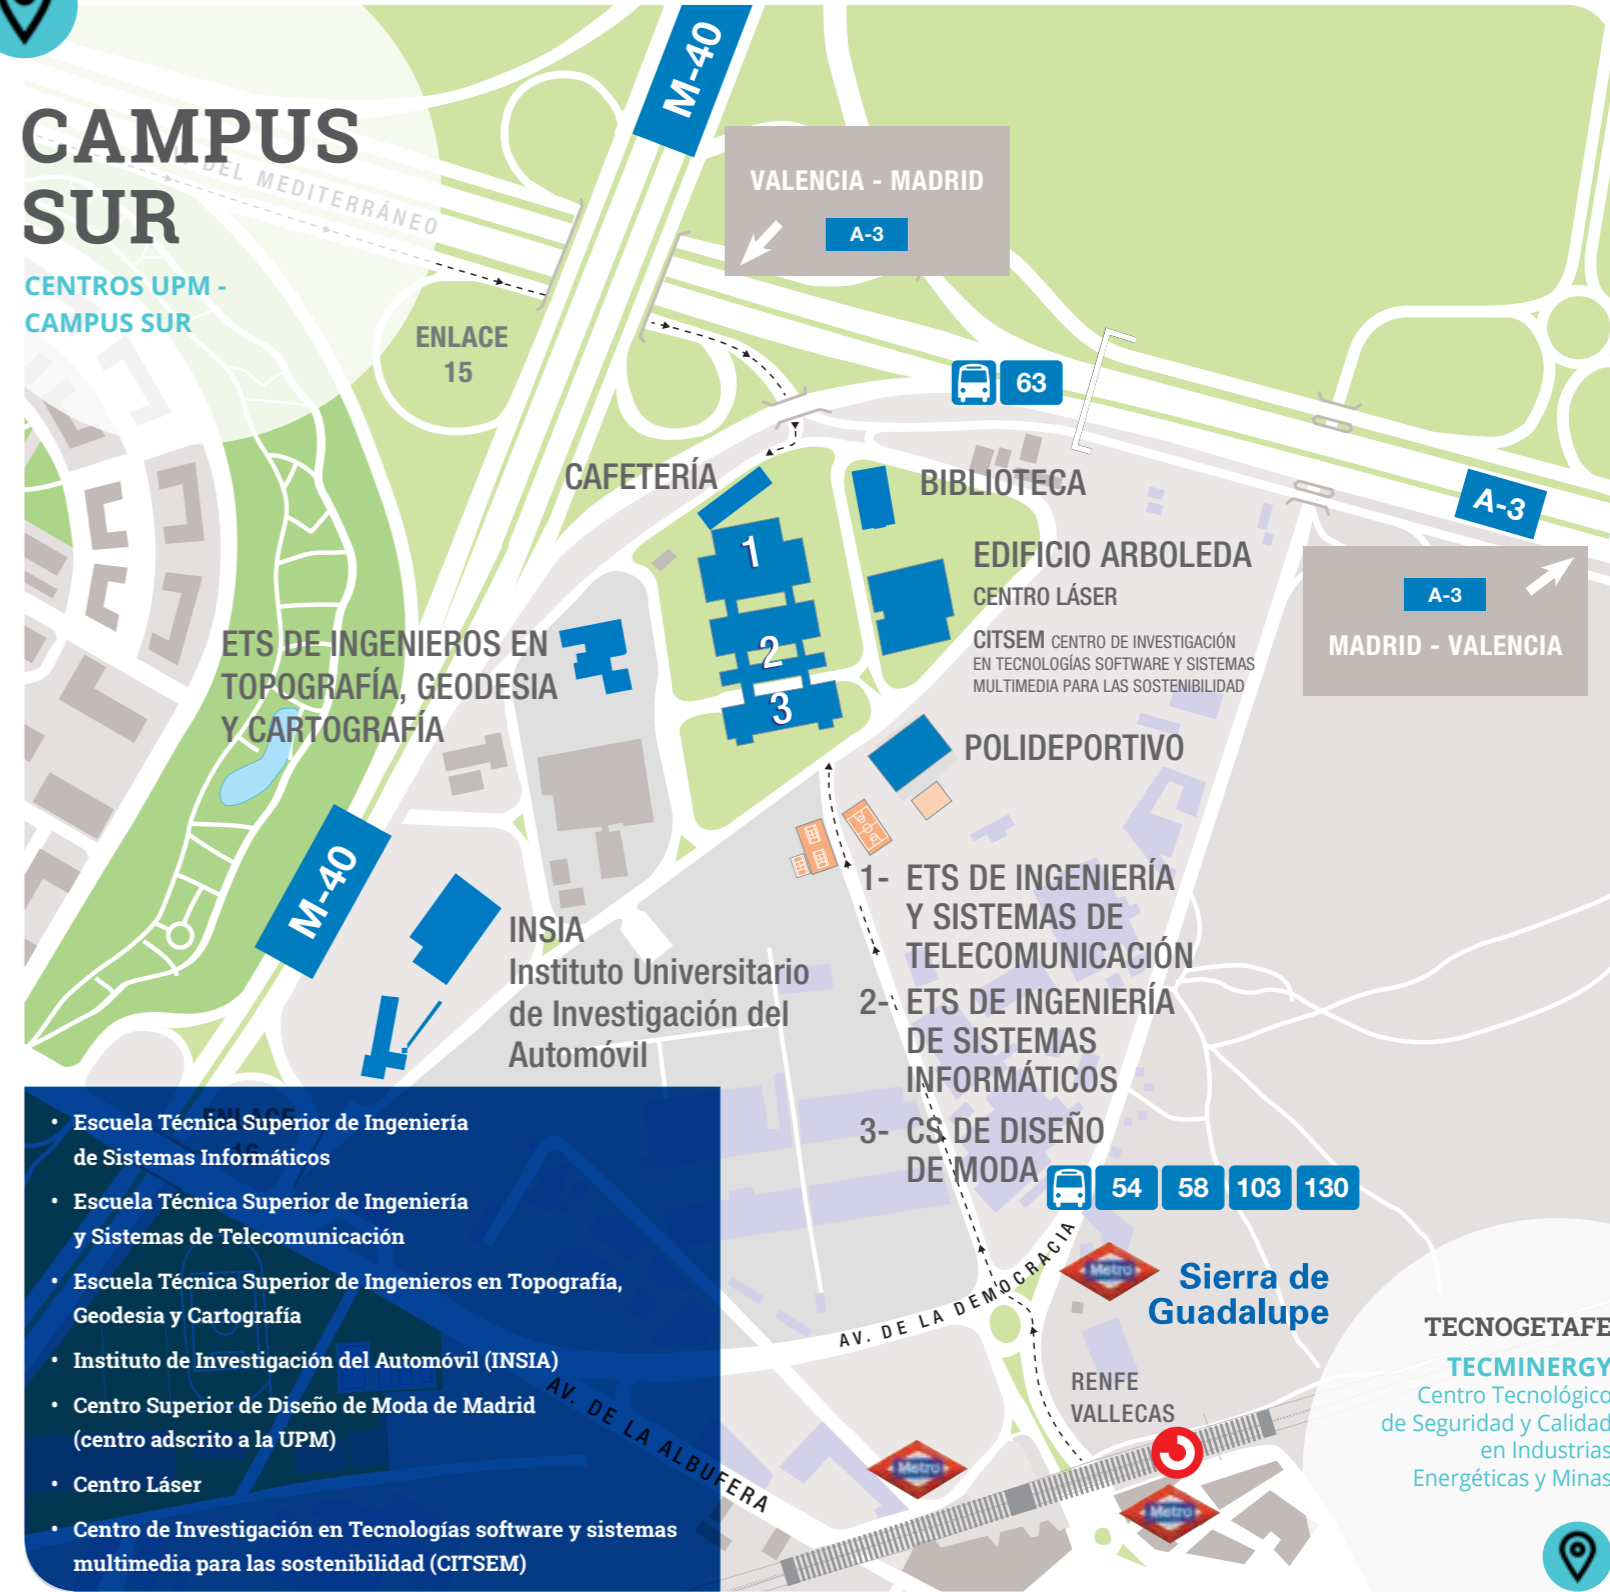 M-40
CAMPUS
SUR
DEL MEDITERRÁNEO
CENTROS UPM -
CAMPUS SUR
VALENCIA - MADRID
A-3
ENLACE
15
63
CAFETERÍA
BIBLIOTECA
A-3
1
2
3
EDIFICIO ARBOLEDA
CENTRO LÁSER
CITSEM CENTRO DE INVESTIGACIÓN
EN TECNOLOGÍAS SOFTWARE Y SISTEMAS
MULTIMEDIA PARA LAS SOSTENIBILIDAD
A-3
MADRID - VALENCIA
ETS DE INGENIEROS EN
TOPOGRAFÍA, GEODESIA
Y CARTOGRAFÍA
POLIDEPORTIVO
M-40
INSIA
Instituto Universitario
de Investigación del
Automóvil
1- ETS DE INGENIERÍA
Y SISTEMAS DE
TELECOMUNICACIÓN
2- ETS DE INGENIERÍA
DE SISTEMAS
INFORMÁTICOS
3- CS DE DISEÑO
DE MODA
54 58 103 130
Metro
Sierra de
Guadalupe
AV. DE LA DEMOCRACIA
RENFE
VALLECAS
Metro
Metro
AV. DE LA ALBUFERA
ENLACE
• Escuela Técnica Superior de Ingeniería
de Sistemas Informáticos
• Escuela Técnica Superior de Ingeniería
y Sistemas de Telecomunicación
• Escuela Técnica Superior de Ingenieros en Topografía,
Geodesia y Cartografía
• Instituto de Investigación del Automóvil (INSIA)
• Centro Superior de Diseño de Moda de Madrid
(centro adscrito a la UPM)
• Centro Láser
• Centro de Investigación en Tecnologías software y sistemas
multimedia para las sostenibilidad (CITSEM)
TECNOGETAFE
TECMINERGY
Centro Tecnológico
de Seguridad y Calidad
en Industrias
Energéticas y Minas